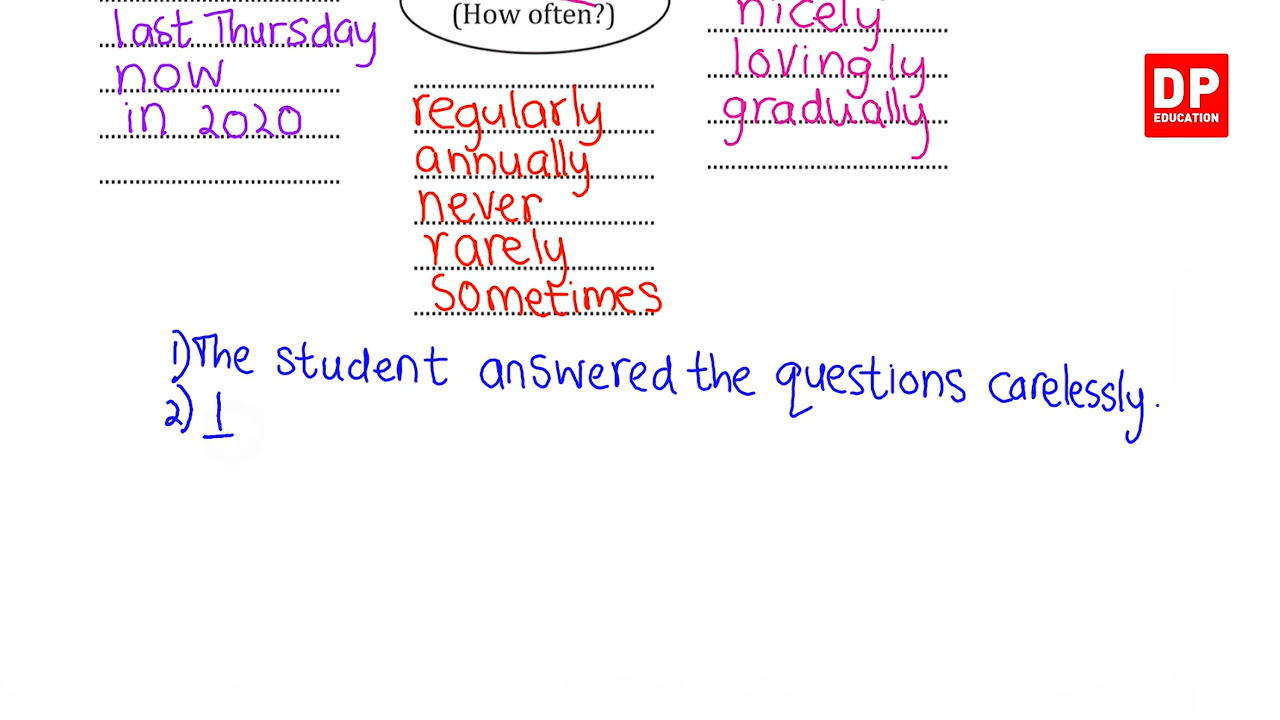 last Thursday
now
in 2020
(How often?)
regularly
annually
never
rarely
Sometimes
nicely
lovingly
gradually
DP
EDUCATION
1) The student answered the questions carelessly.
2) I